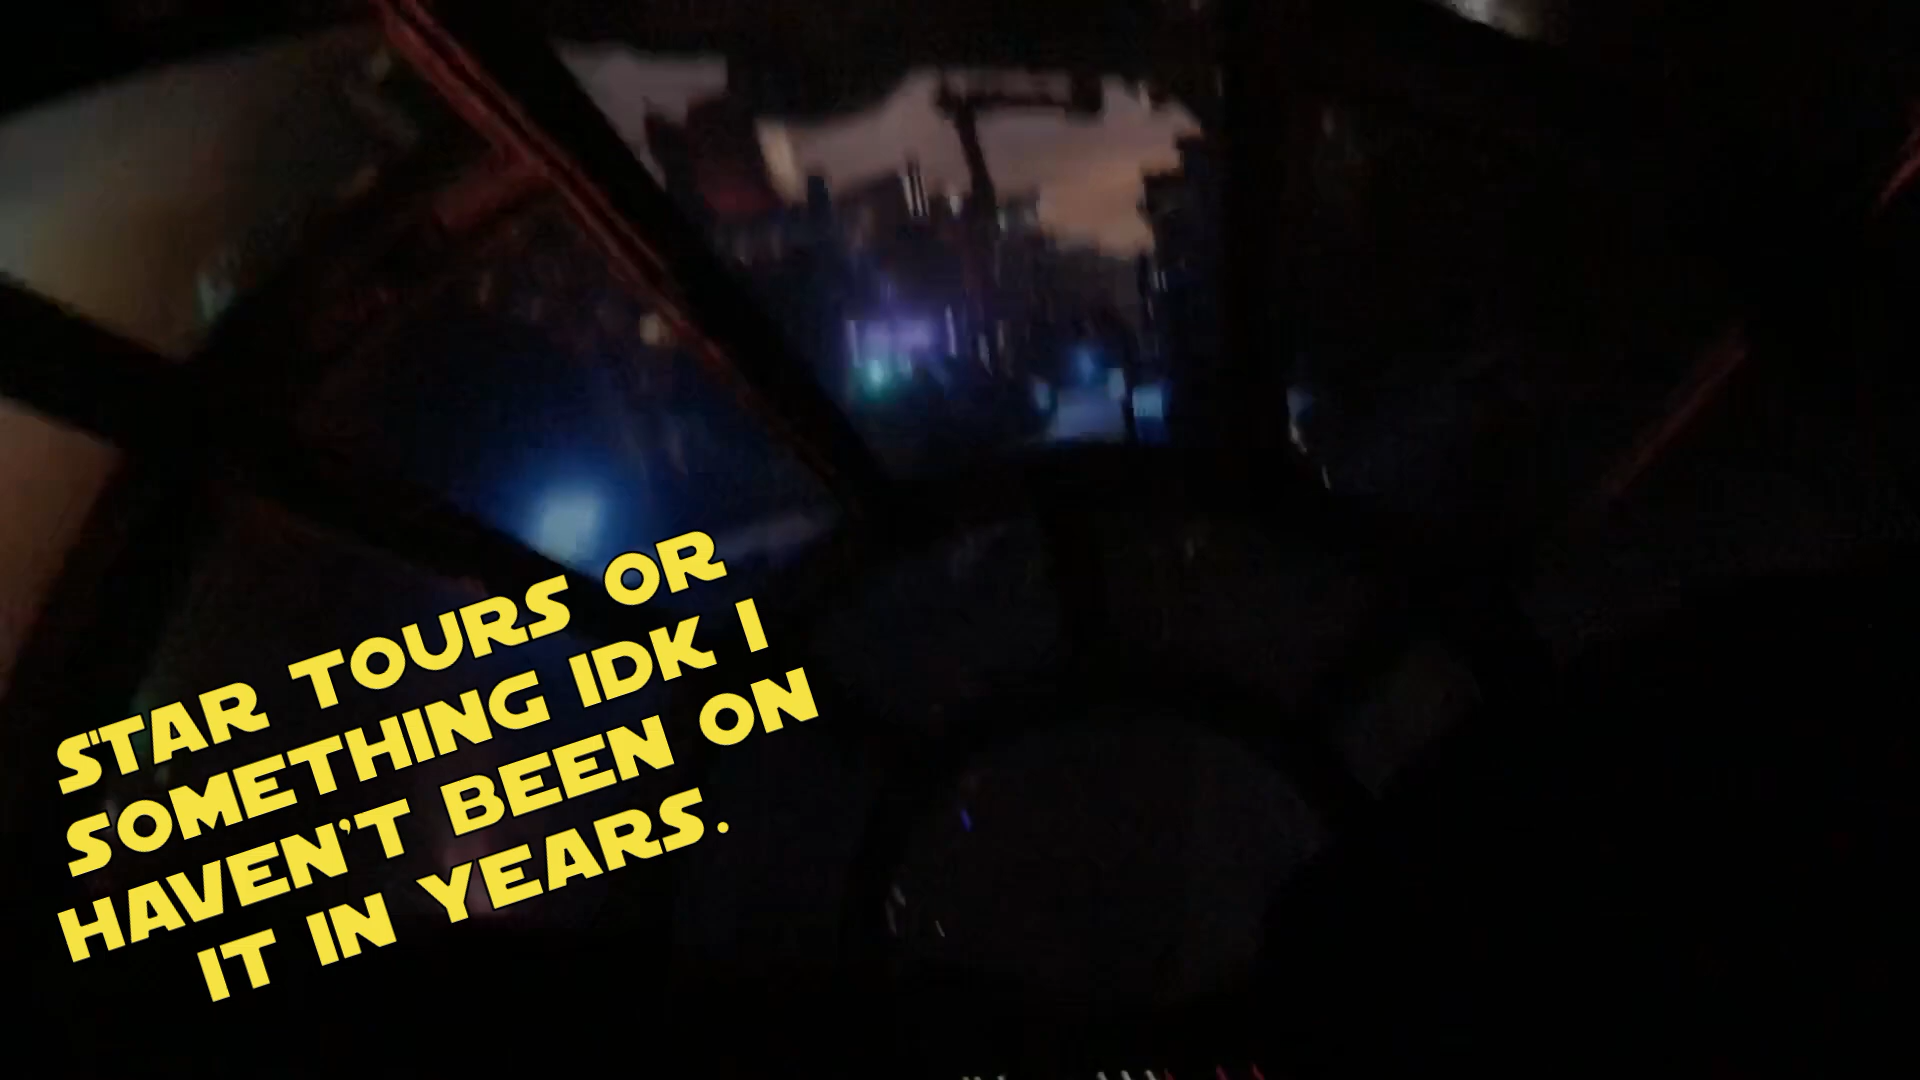 STAR TOURS OR
SOMETHING IDK I
HAVEN'T BEEN ON
IT IN YEARS.